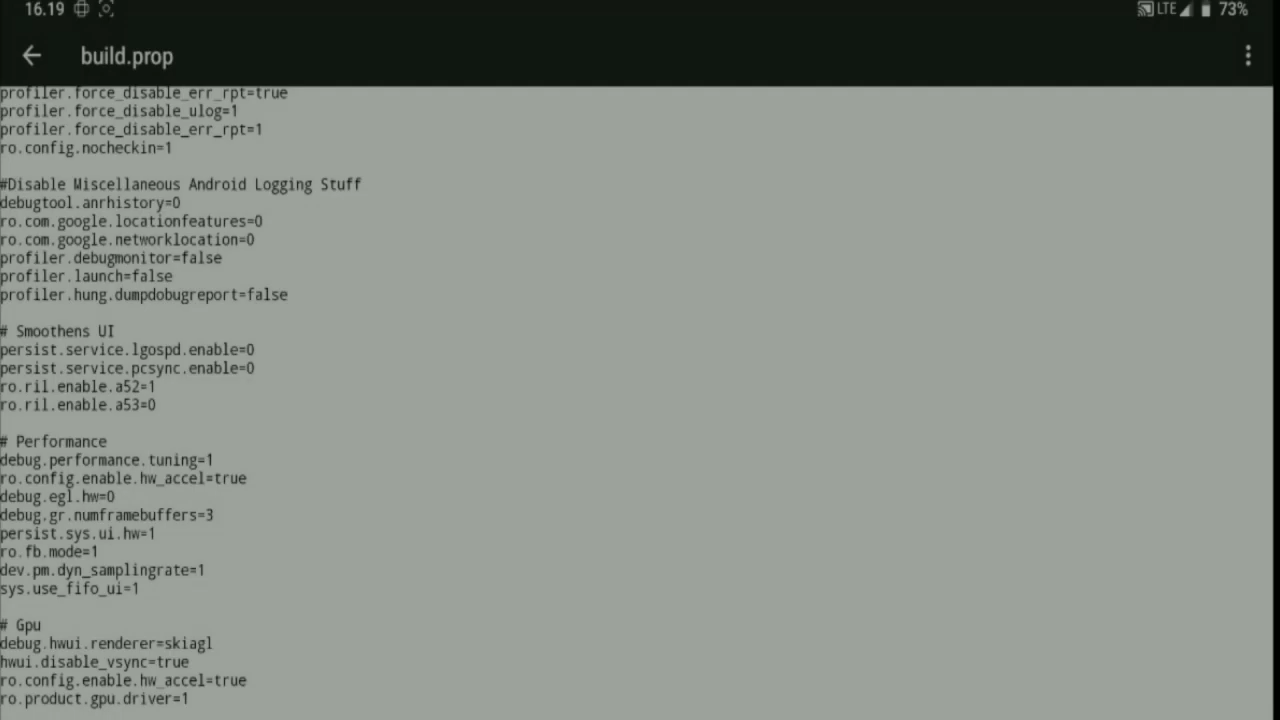 16.19
LTE 73%
build.prop
profiler.force_disable_err_rpt=true
profiler.force_disable_ulog=1
profiler.force_disable_err_rpt=1
ro.config.nocheckin=1
#Disable Miscellaneous Android Logging Stuff
debugtool.anrhistory=0
ro.com.google.locationfeatures=0
ro.com.google.networklocation=0
profiler.debugmonitor=false
profiler.launch=false
profiler.hung.dumpdobugreport=false
# Smoothens UI
persist.service.lgospd.enable=0
persist.service.pcsync.enable=0
ro.ril.enable.a52=1
ro.ril.enable.a53=0
# Performance
debug.performance.tuning=1
ro.config.enable.hw_accel=true
debug.egl.hw=0
debug.gr.numframebuffers=3
persist.sys.ui.hw=1
ro.fb.mode=1
dev.pm.dyn_samplingrate=1
sys.use_fifo_ui=1
# Gpu
debug.hwui.renderer=skiagl
hwui.disable_vsync=true
ro.config.enable.hw_accel=true
ro.product.gpu.driver=1